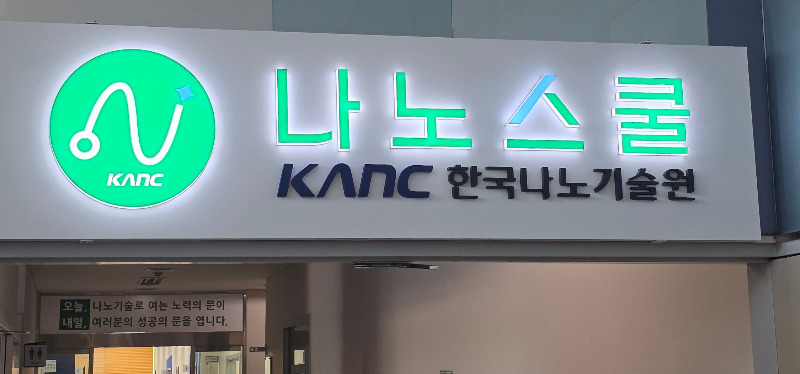 나노스쿨
KANC
KANC 한국나노기술원
오늘. 나노기술로 여는 노력의 문이
내일. 여러분의 성공의 문을 엽니다.